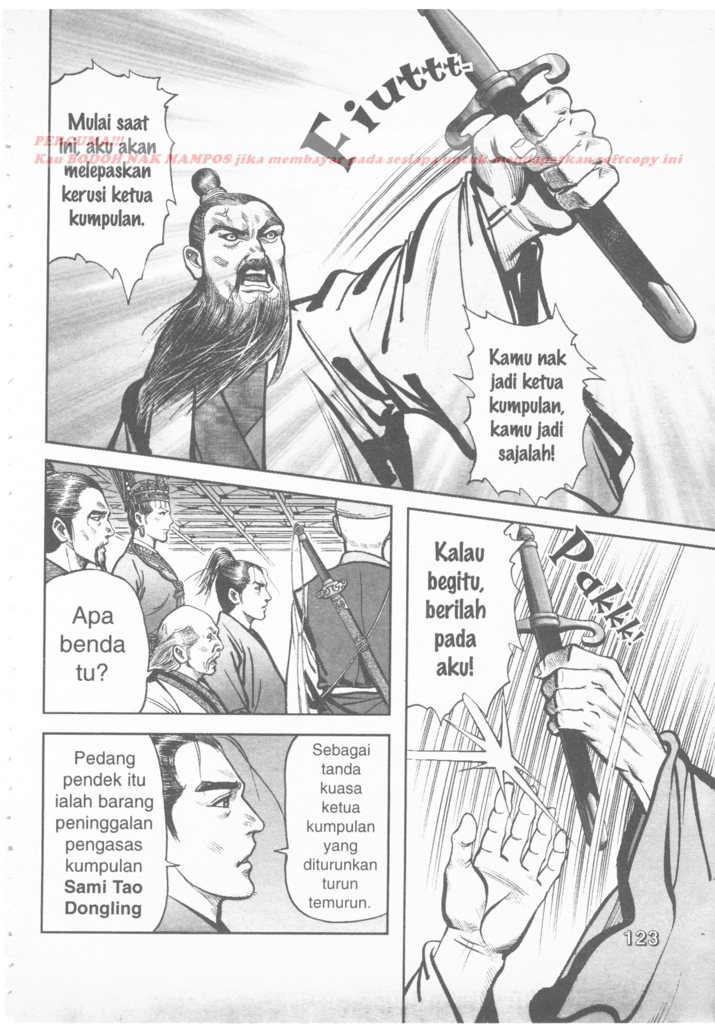 Mulai saat
ini, aku akan
melepaskan
kerusi ketua
kumpulan.
Fiuttt-
PERCUMA!!!
Kau BODOH NAK MAMPOS jika membayar pada sesiapa untuk mendapatkan softcopy ini
Kamu nak
jadi ketua
kumpulan,
kamu jadi
sajalah!
Apa
benda
tu?
Kalau
begitu,
berilah
pada
aku!
Pakkk!
Pedang
pendek itu
ialah barang
peninggalan
pengasas
kumpulan
Sami Tao
Dongling
Sebagai
tanda
kuasa
ketua
kumpulan
yang
diturunkan
turun
temurun.
123